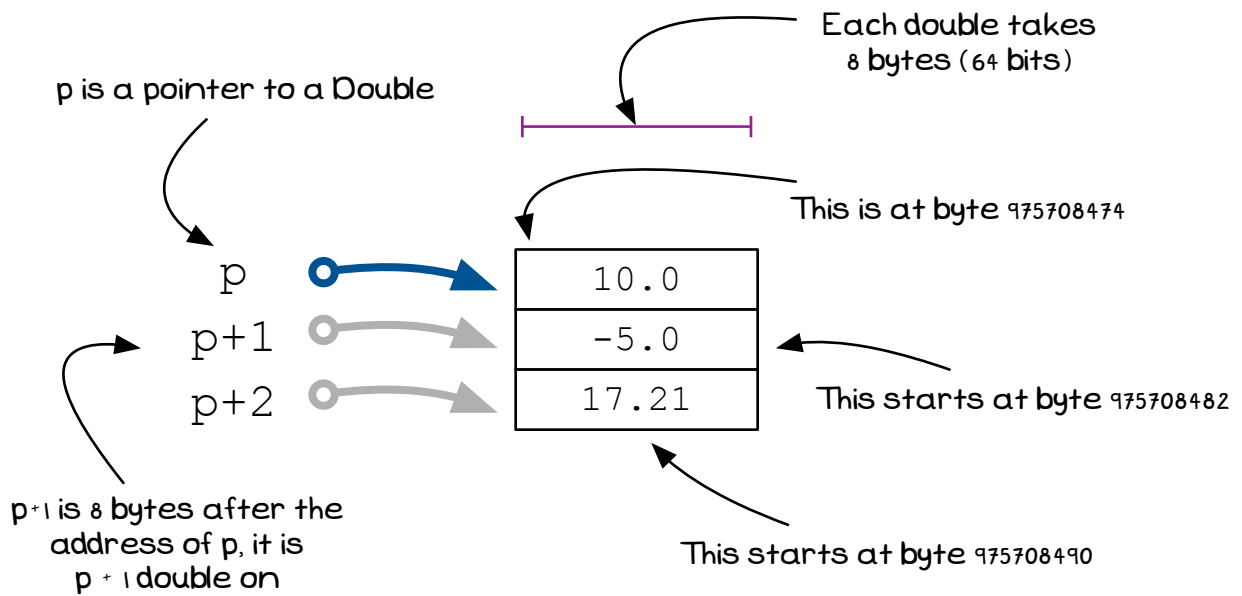 Each double takes
8 bytes (64 bits)
p is a pointer to a Double
This is at byte 975708474
p
10.0
p+1
-5.0
p+2
17.21
This starts at byte 975708482
p+1 is 8 bytes after the
address of p, it is
p + 1 double on
This starts at byte 975708490